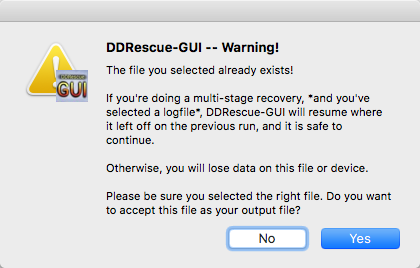 DDRescue-GUI -- Warning!
The file you selected already exists!
If you're doing a multi-stage recovery, *and you've
selected a logfile*, DDRescue-GUI will resume where
it left off on the previous run, and it is safe to
continue.
Otherwise, you will lose data on this file or device.
Please be sure you selected the right file. Do you want
to accept this file as your output file?
No
Yes
GUI